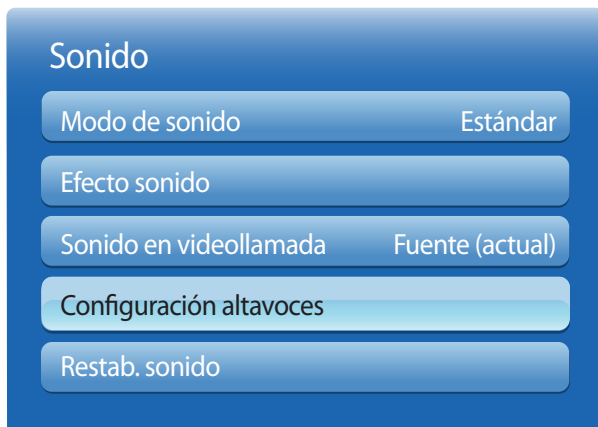 Sonido
Modo de sonido Estándar
Efecto sonido
Sonido en videollamada Fuente (actual)
Configuración altavoces
Restab. sonido